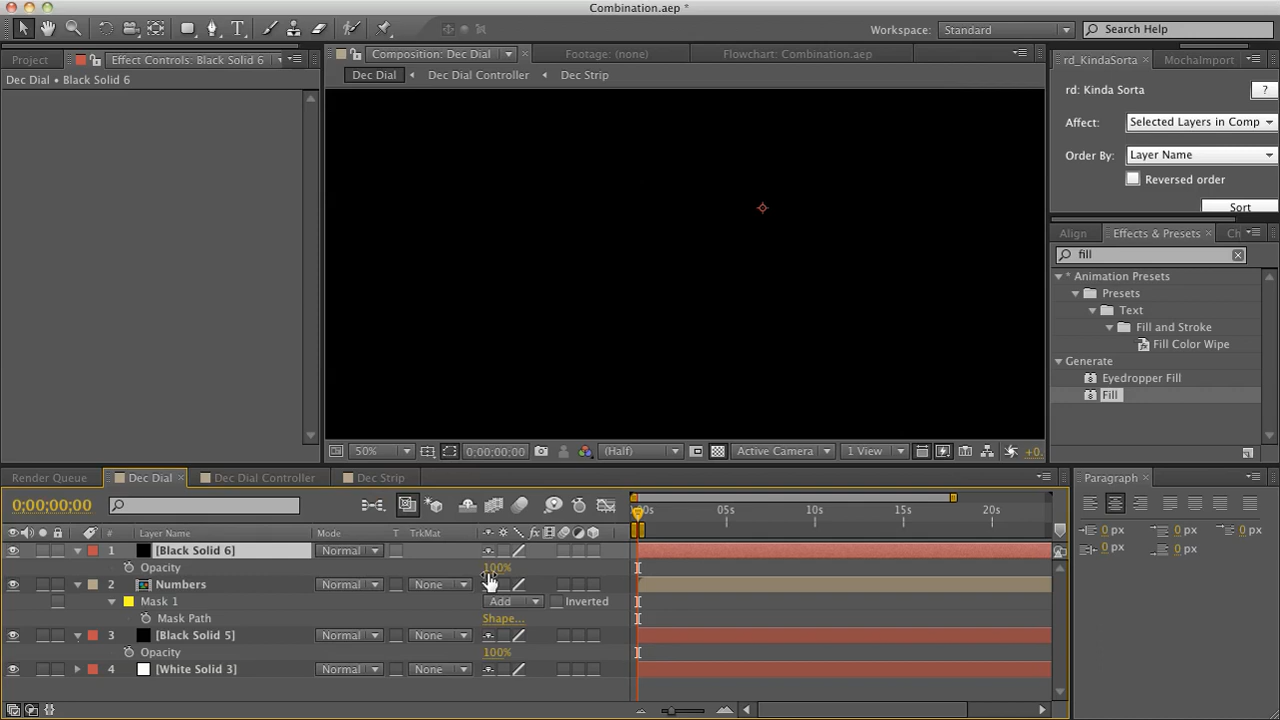 Combination.aep *
Workspace: Standard Search Help
Project Effect Controls: Black Solid 6
Composition: Dec Dial Footage: (none) Flowchart: Combination.aep
rd_KindaSorta MochaImport
Dec Dial • Black Solid 6
Dec Dial Dec Dial Controller Dec Strip
rd: Kinda Sorta ?
Affect: Selected Layers in Comp
Order By: Layer Name
Reversed order
Sort
Align Effects & Presets Ch
fill
* Animation Presets
Presets
Text
Fill and Stroke
Fill Color Wipe
Generate
Eyedropper Fill
Fill
50% 0;00;00;00 (Half) Active Camera 1 View +0.
Render Queue Dec Dial Dec Dial Controller Dec Strip
Paragraph
0;00;00;00
00s 05s 10s 15s 20s
# Layer Name Mode T TrkMat fx
1 [Black Solid 6] Normal
Opacity 100%
2 Numbers Normal None
Mask 1 Add Inverted
Mask Path Shape...
3 [Black Solid 5] Normal None
Opacity 100%
4 [White Solid 3] Normal None
0 px 0 px 0 px
0 px 0 px